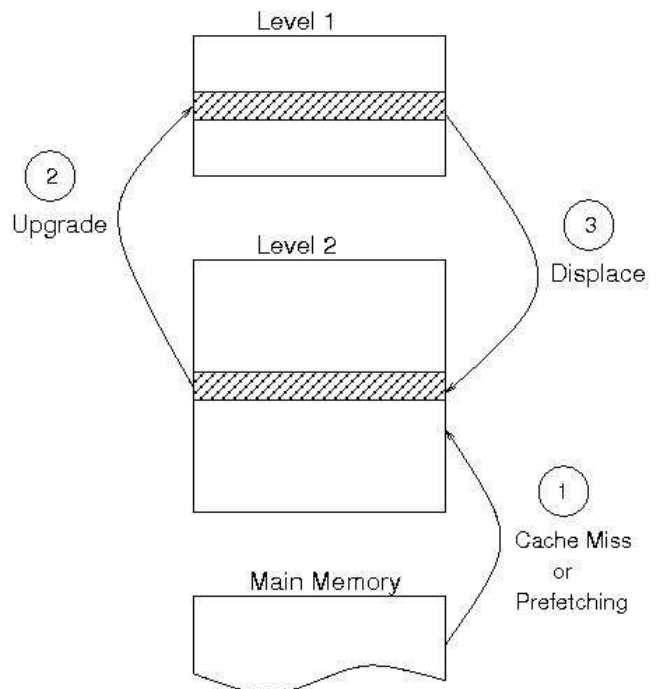 Level 1
2
Upgrade
3
Displace
Level 2
1
Cache Miss
or
Prefetching
Main Memory